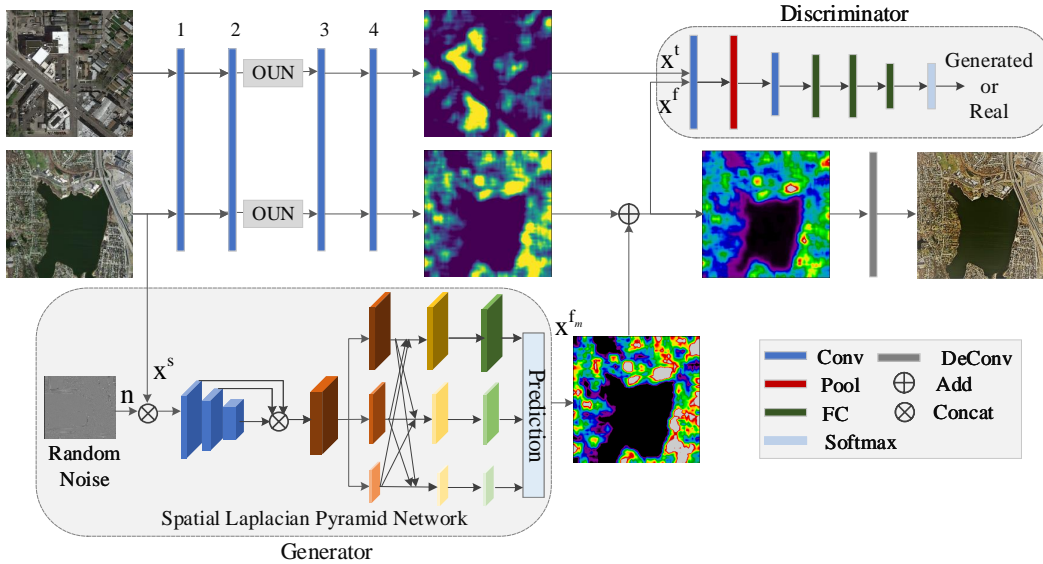 Discriminator
1 2 3 4
OUN
x^t
x^f
Generated
or
Real
OUN
x^{f_m}
x^s
n
Random
Noise
Prediction
Spatial Laplacian Pyramid Network
Generator
Conv
DeConv
Pool
Add
FC
Concat
Softmax